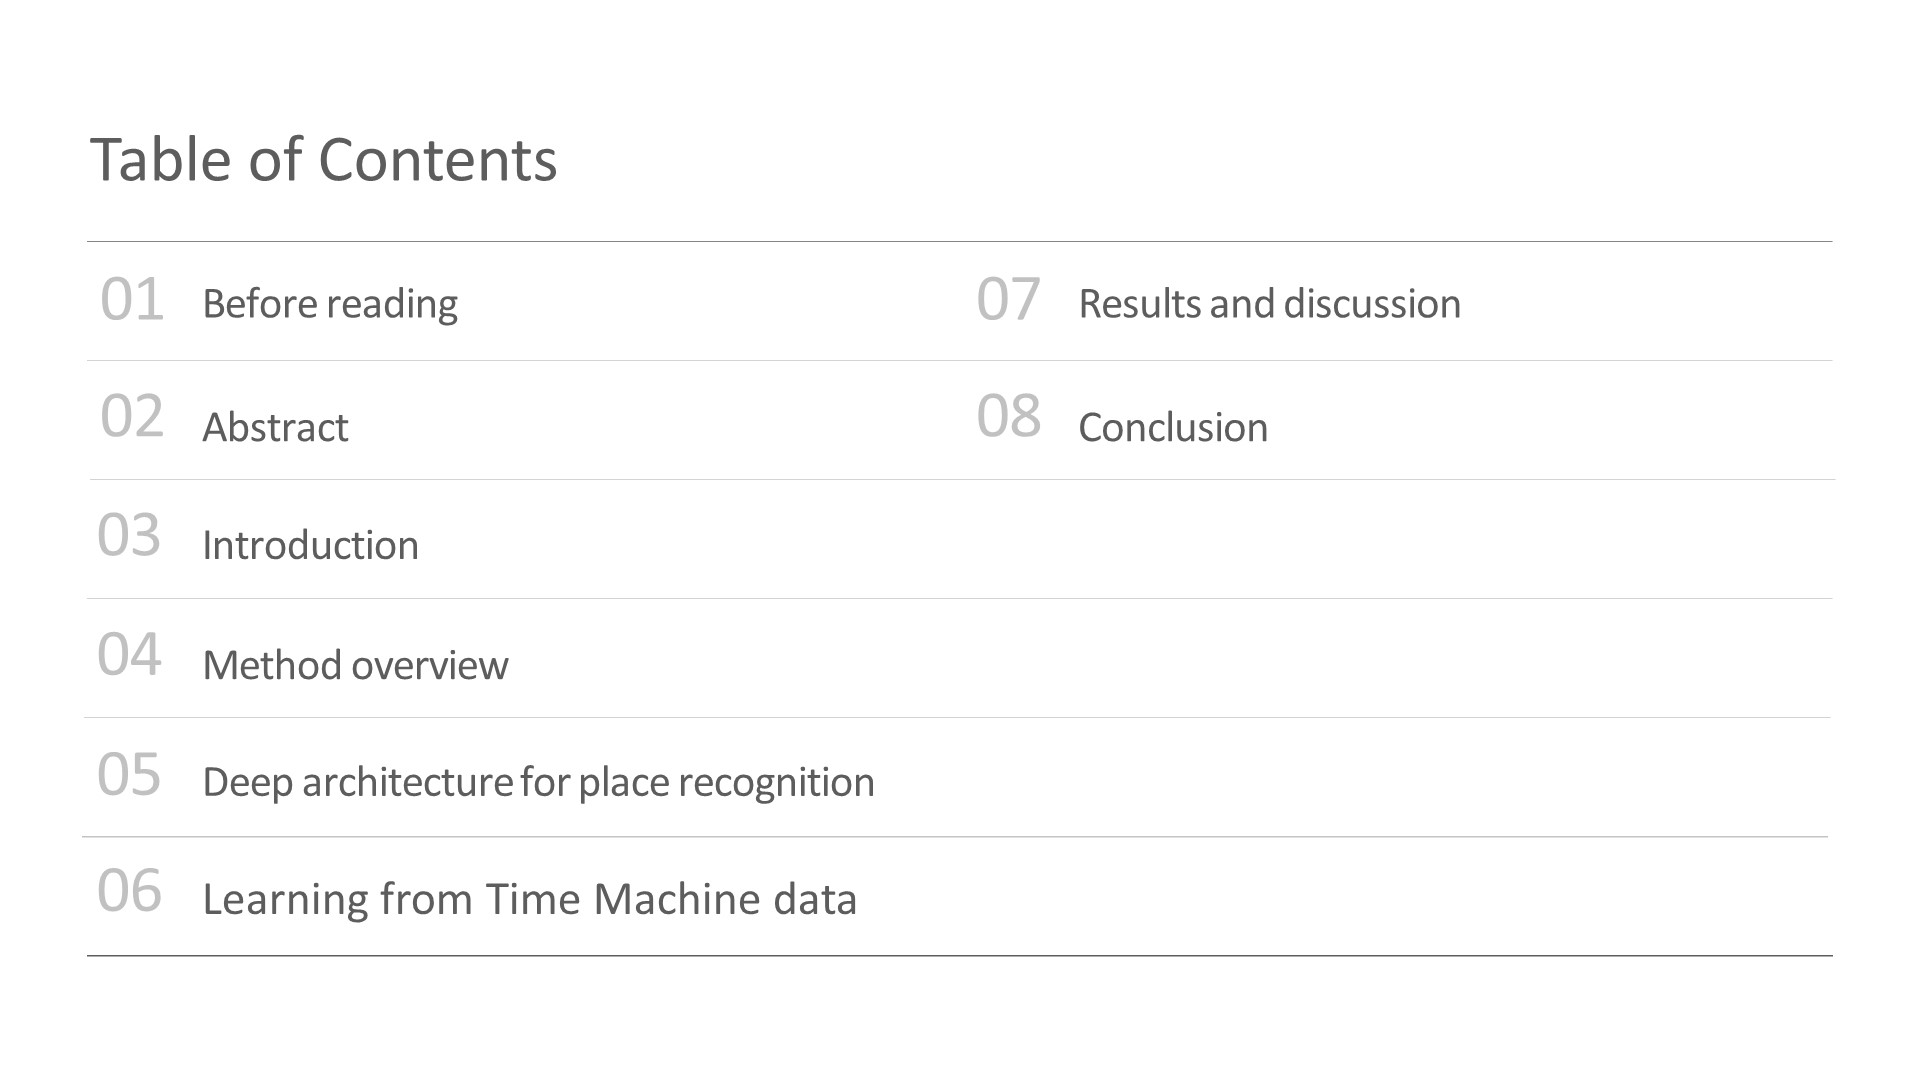 Table of Contents
01 Before reading
02 Abstract
03 Introduction
04 Method overview
05 Deep architecture for place recognition
06 Learning from Time Machine data
07 Results and discussion
08 Conclusion